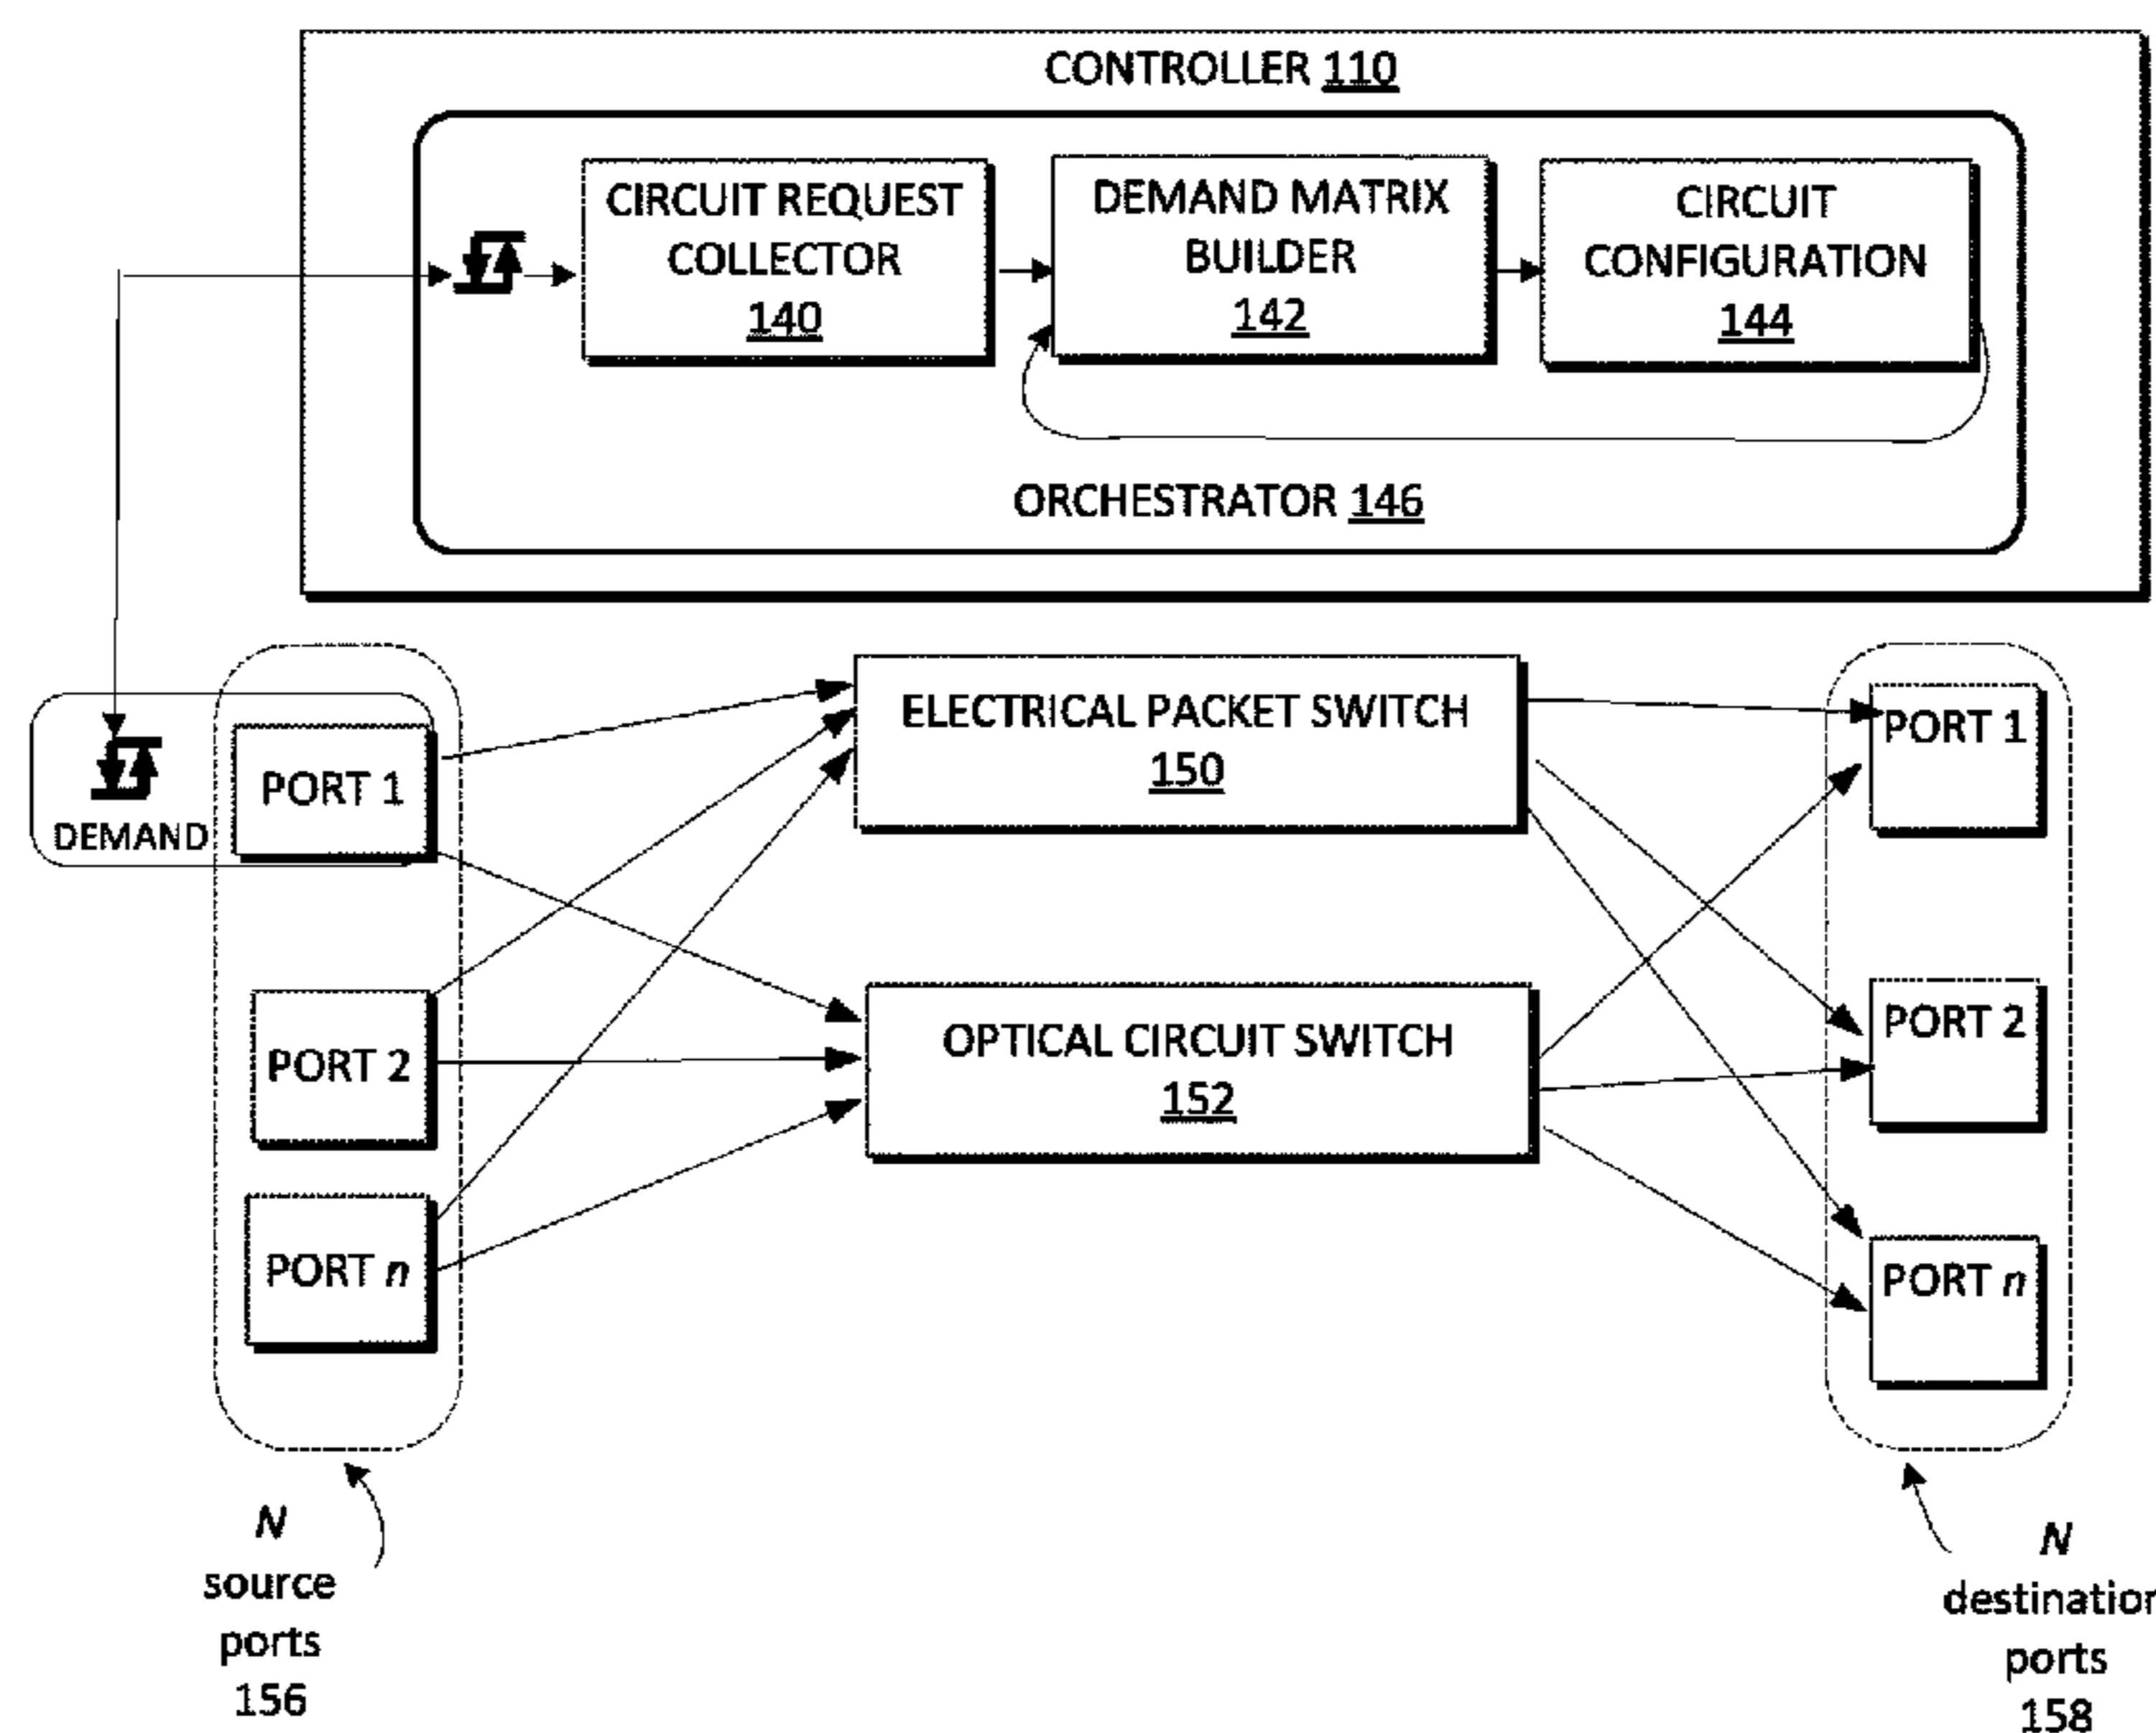 CONTROLLER 110
CIRCUIT REQUEST
COLLECTOR
140
DEMAND MATRIX
BUILDER
142
CIRCUIT
CONFIGURATION
144
ORCHESTRATOR 146
DEMAND
PORT 1
PORT 2
PORT n
ELECTRICAL PACKET SWITCH
150
OPTICAL CIRCUIT SWITCH
152
PORT 1
PORT 2
PORT n
N
source
ports
156
N
destination
ports
158